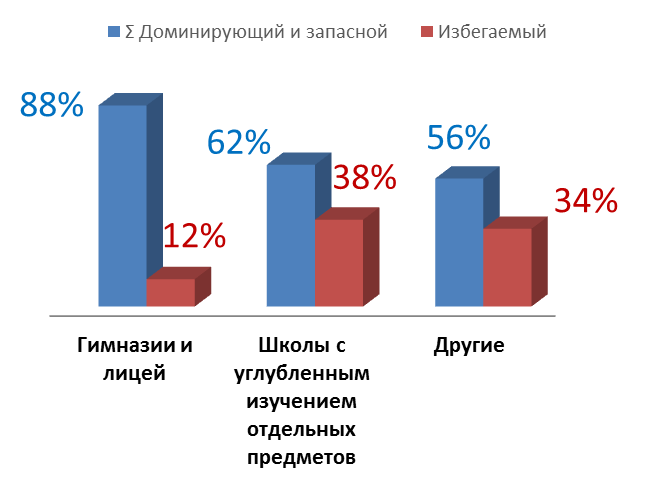 Σ Доминирующий и запасной Избегаемый
88%
12%
62%
38%
56%
34%
Гимназии и
лицей
Школы с
углубленным
изучением
отдельных
предметов
Другие